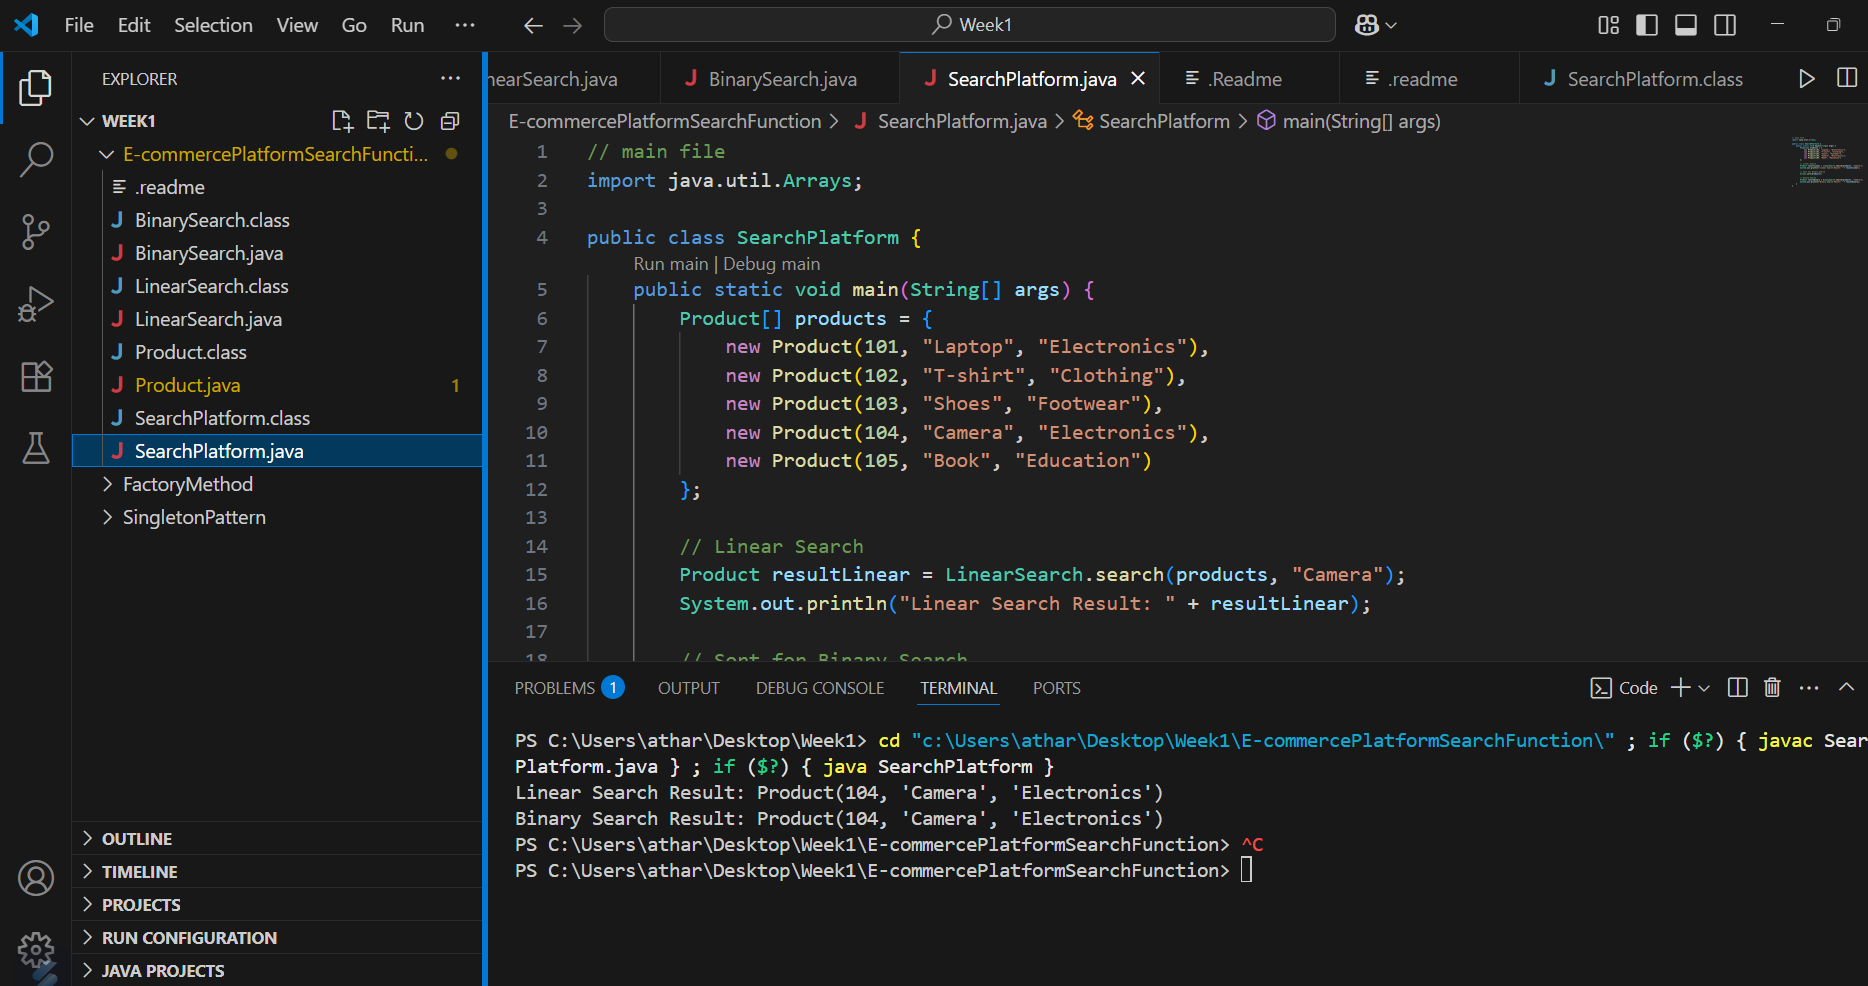 File Edit Selection View Go Run ··· Week1
EXPLORER
WEEK1
E-commercePlatformSearchFuncti...
.readme
BinarySearch.class
BinarySearch.java
LinearSearch.class
LinearSearch.java
Product.class
Product.java 1
SearchPlatform.class
SearchPlatform.java
FactoryMethod
SingletonPattern
OUTLINE
TIMELINE
PROJECTS
RUN CONFIGURATION
JAVA PROJECTS
nearSearch.java BinarySearch.java SearchPlatform.java .Readme .readme SearchPlatform.class
E-commercePlatformSearchFunction > SearchPlatform.java > SearchPlatform > main(String[] args)
1 // main file
2 import java.util.Arrays;
3
4 public class SearchPlatform {
Run main | Debug main
5 public static void main(String[] args) {
6 Product[] products = {
7 new Product(101, "Laptop", "Electronics"),
8 new Product(102, "T-shirt", "Clothing"),
9 new Product(103, "Shoes", "Footwear"),
10 new Product(104, "Camera", "Electronics"),
11 new Product(105, "Book", "Education")
12 };
13
14 // Linear Search
15 Product resultLinear = LinearSearch.search(products, "Camera");
16 System.out.println("Linear Search Result: " + resultLinear);
17
18 // Sort for Binary Search
PROBLEMS 1 OUTPUT DEBUG CONSOLE TERMINAL PORTS Code
PS C:\Users\athar\Desktop\Week1> cd "c:\Users\athar\Desktop\Week1\E-commercePlatformSearchFunction\" ; if ($?) { javac Sear
Platform.java } ; if ($?) { java SearchPlatform }
Linear Search Result: Product(104, 'Camera', 'Electronics')
Binary Search Result: Product(104, 'Camera', 'Electronics')
PS C:\Users\athar\Desktop\Week1\E-commercePlatformSearchFunction> ^C
PS C:\Users\athar\Desktop\Week1\E-commercePlatformSearchFunction>